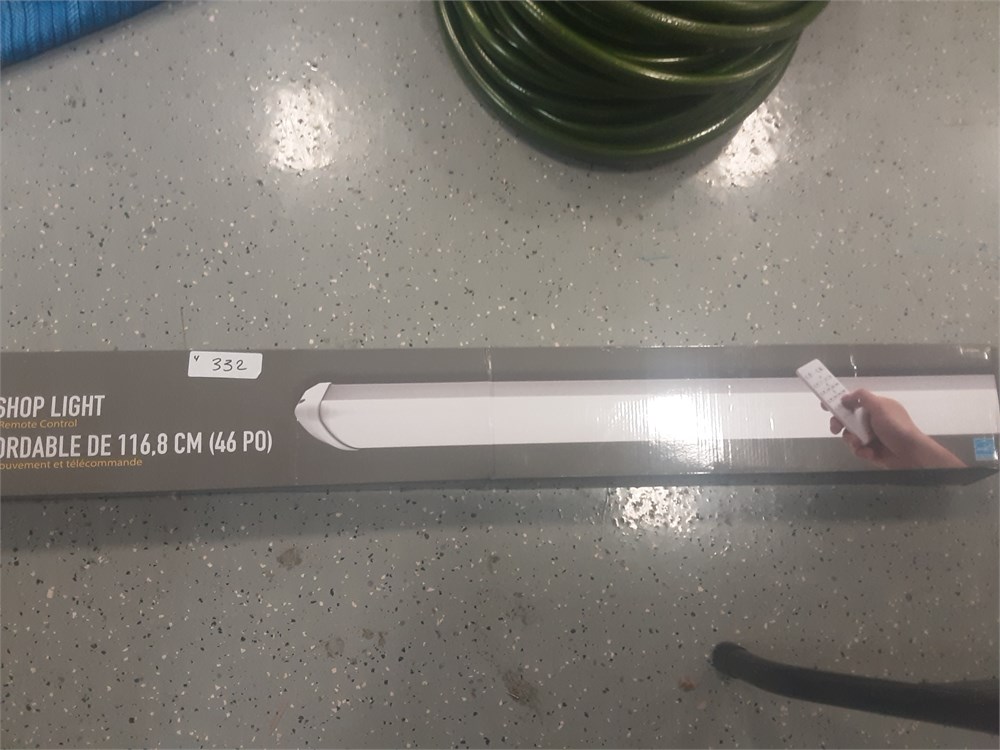 332
SHOP LIGHT
Remote Control
ORDABLE DE 116,8 CM (46 PO)
ouvement et télécommande